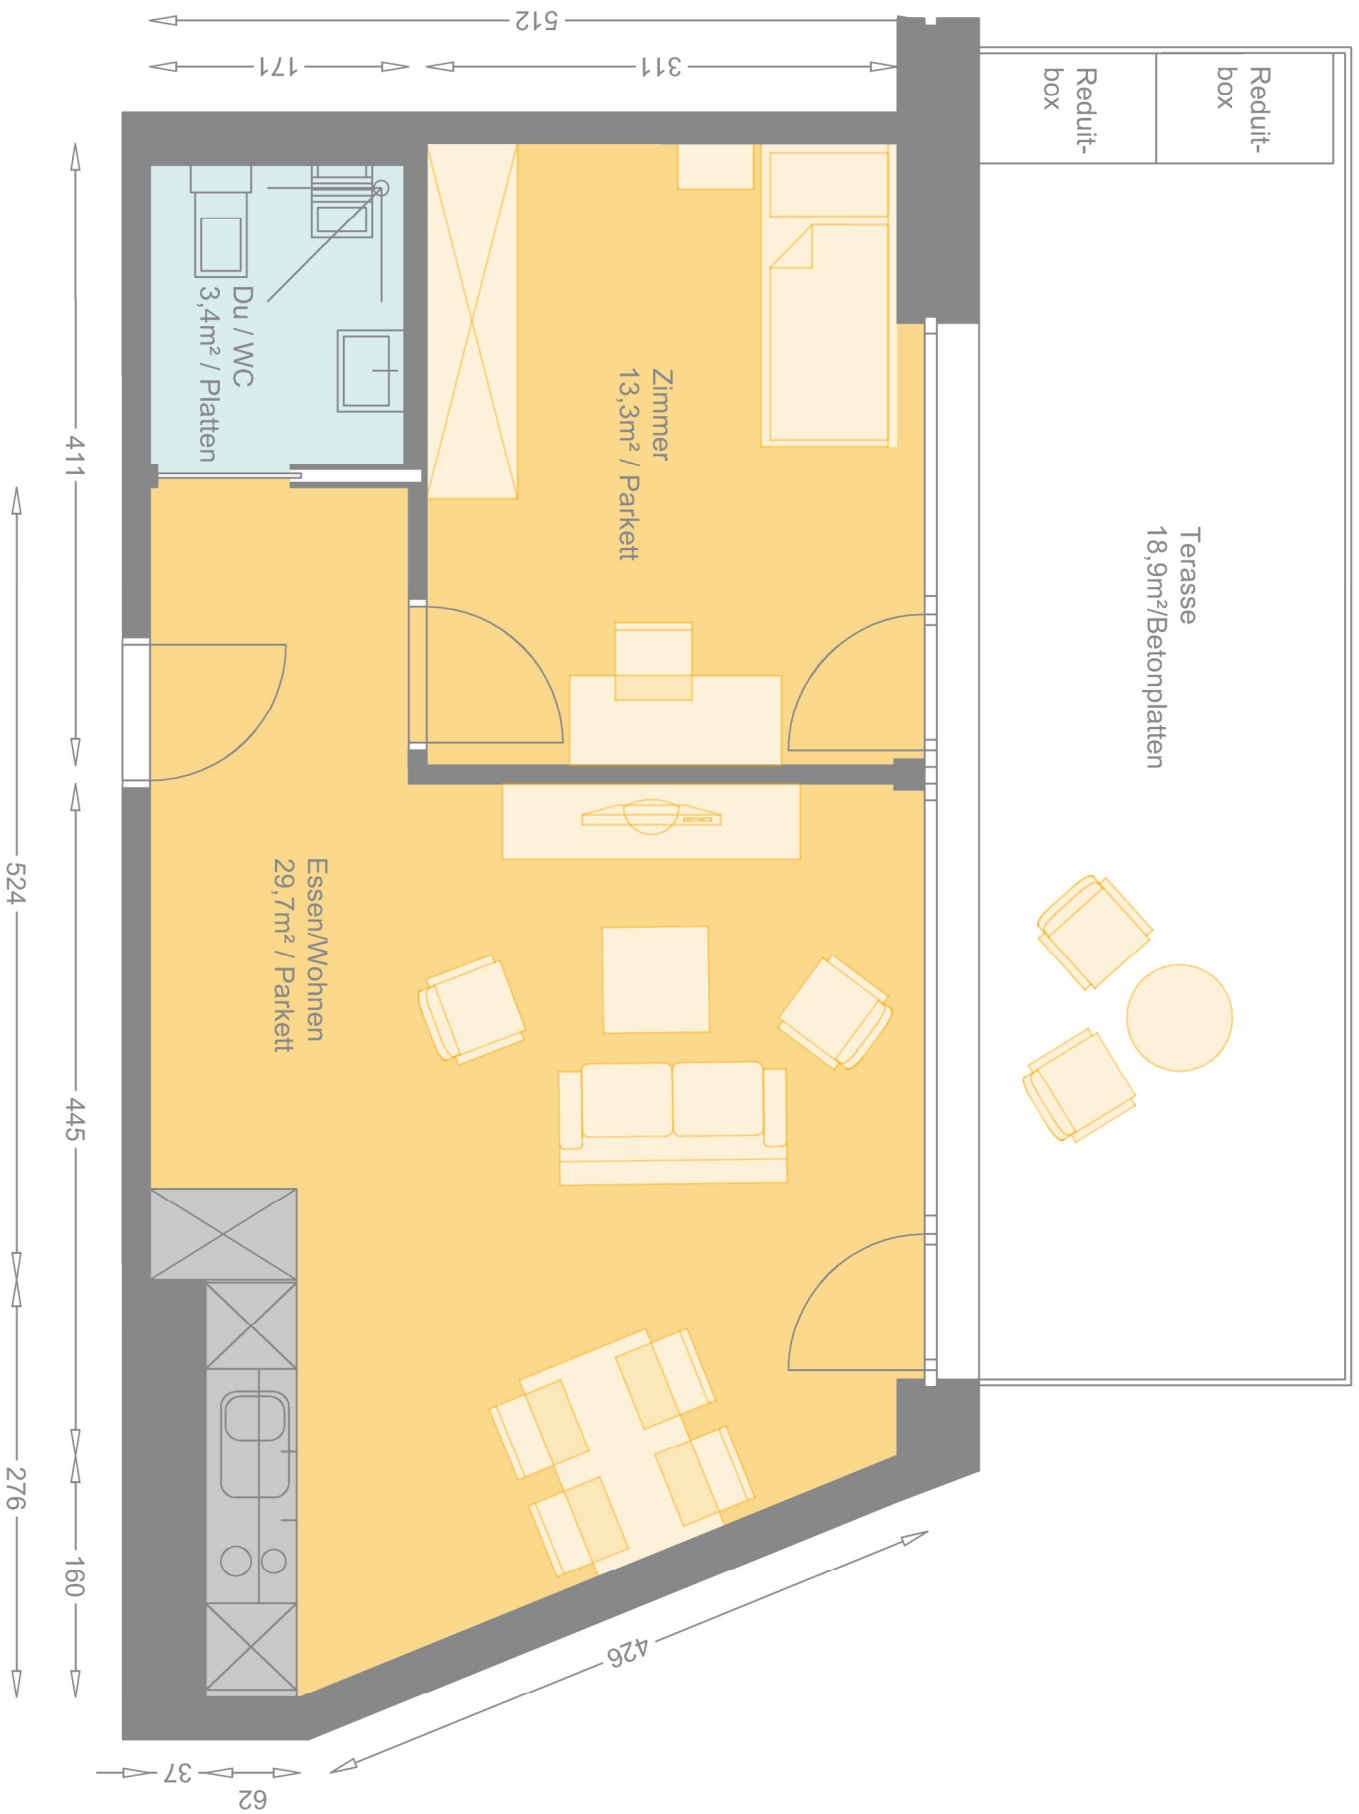 512
171
311
Reduit-
box
Reduit-
box
Du / WC
3,4m² / Platten
Zimmer
13,3m² / Parkett
Terasse
18,9m²/Betonplatten
411
524
Essen/Wohnen
29,7m² / Parkett
445
276
160
426
37
62